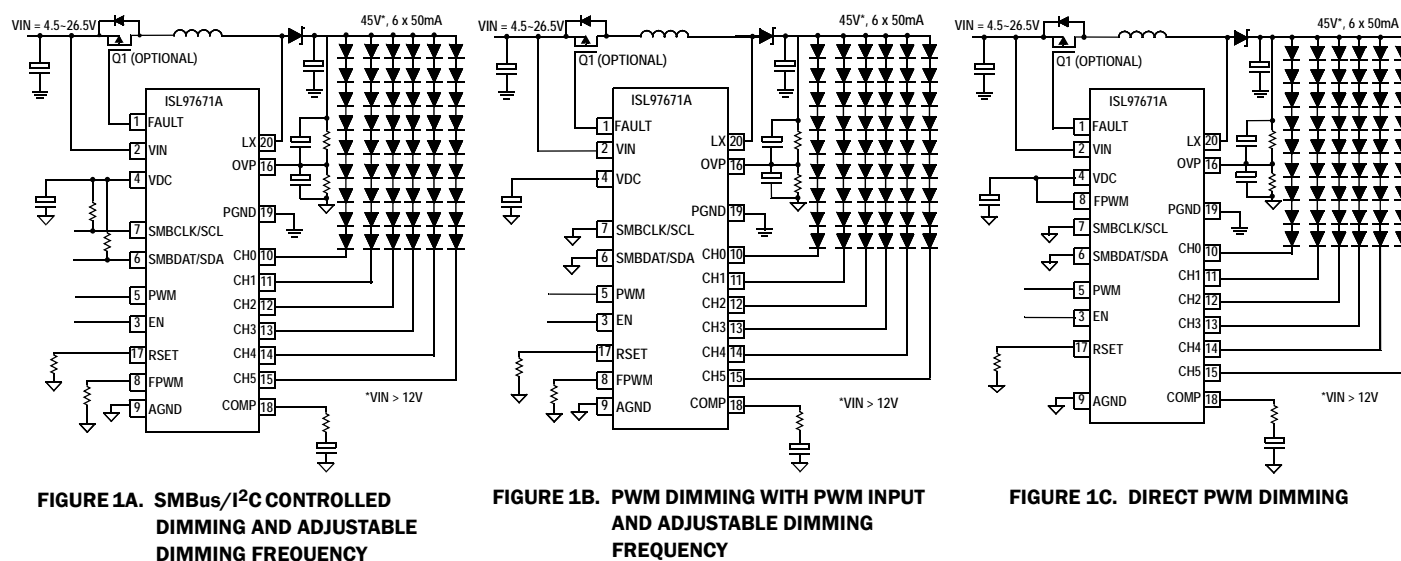 VIN = 4.5~26.5V
45V*, 6 x 50mA
Q1 (OPTIONAL)
ISL97671A
1 FAULT
2 VIN
4 VDC
7 SMBCLK/SCL
6 SMBDAT/SDA
5 PWM
3 EN
17 RSET
8 FPWM
9 AGND
LX 20
OVP 16
PGND 19
CH0 10
CH1 11
CH2 12
CH3 13
CH4 14
CH5 15
COMP 18
*VIN > 12V
FIGURE 1A. SMBus/I²C CONTROLLED
DIMMING AND ADJUSTABLE
DIMMING FREQUENCY
VIN = 4.5~26.5V
45V*, 6 x 50mA
Q1 (OPTIONAL)
ISL97671A
1 FAULT
2 VIN
4 VDC
7 SMBCLK/SCL
6 SMBDAT/SDA
5 PWM
3 EN
17 RSET
8 FPWM
9 AGND
LX 20
OVP 16
PGND 19
CH0 10
CH1 11
CH2 12
CH3 13
CH4 14
CH5 15
COMP 18
*VIN > 12V
FIGURE 1B. PWM DIMMING WITH PWM INPUT
AND ADJUSTABLE DIMMING
FREQUENCY
VIN = 4.5~26.5V
45V*, 6 x 50mA
Q1 (OPTIONAL)
ISL97671A
1 FAULT
2 VIN
4 VDC
8 FPWM
7 SMBCLK/SCL
6 SMBDAT/SDA
5 PWM
3 EN
17 RSET
9 AGND
LX 20
OVP 16
PGND 19
CH0 10
CH1 11
CH2 12
CH3 13
CH4 14
CH5 15
COMP 18
*VIN > 12V
FIGURE 1C. DIRECT PWM DIMMING